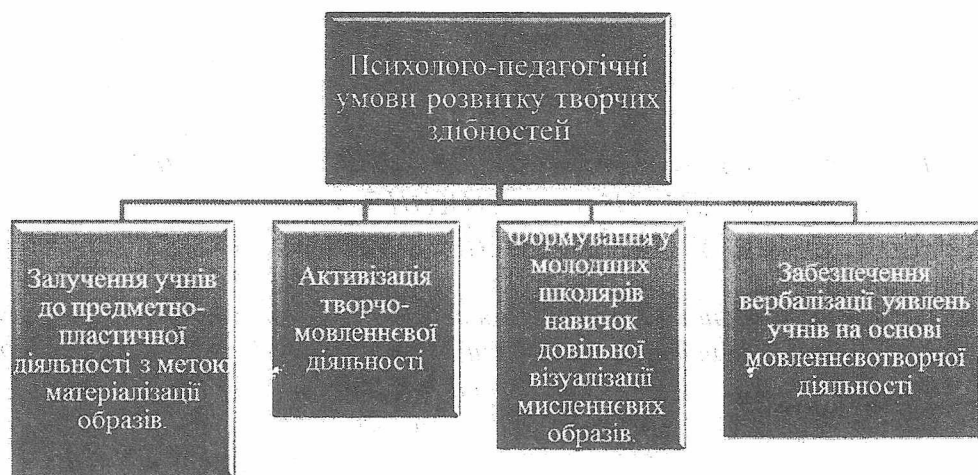 Психолого-педагогічні
умови розвитку творчих
здібностей
Залучення учнів
до предметно-
пластичної
діяльності з метою
матеріалізації
образів.
Активізація
творчо-
мовленнєвої
діяльності
Формування у
молодших
школярів
навичок
довільної
візуалізації
мисленнєвих
образів.
Забезпечення
вербалізації уявлень
учнів на основі
мовленнєвотворчої
діяльності